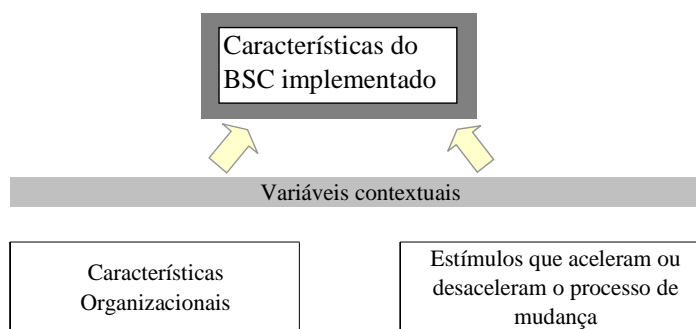 Características do
BSC implementado
Variáveis contextuais
Características
Organizacionais
Estímulos que aceleram ou
desaceleram o processo de
mudança